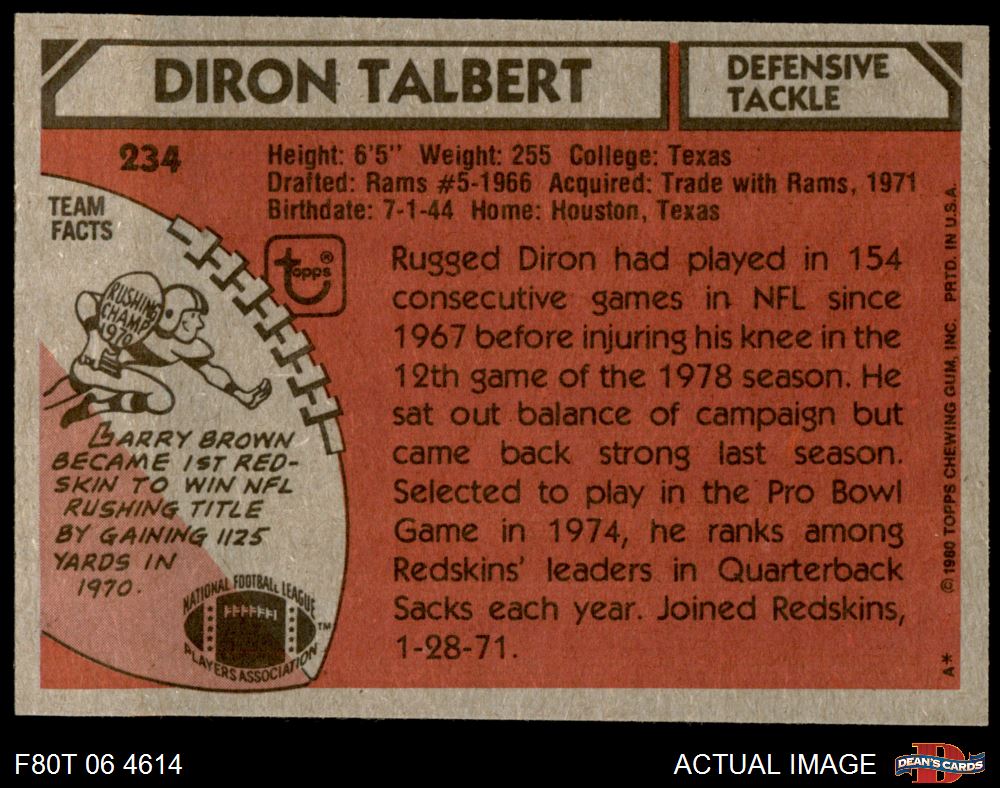 DIRON TALBERT
DEFENSIVE
TACKLE
234
Height: 6'5" Weight: 255 College: Texas
Drafted: Rams #5-1966 Acquired: Trade with Rams, 1971
Birthdate: 7-1-44 Home: Houston, Texas
TEAM
FACTS
topps®
RUSHING
CHAMP
1970
LARRY BROWN
BECAME 1ST RED-
SKIN TO WIN NFL
RUSHING TITLE
BY GAINING 1125
YARDS IN
1970.
NATIONAL FOOTBALL LEAGUE
PLAYERS ASSOCIATION
TM
Rugged Diron had played in 154
consecutive games in NFL since
1967 before injuring his knee in the
12th game of the 1978 season. He
sat out balance of campaign but
came back strong last season.
Selected to play in the Pro Bowl
Game in 1974, he ranks among
Redskins' leaders in Quarterback
Sacks each year. Joined Redskins,
1-28-71.
A* © 1980 TOPPS CHEWING GUM, INC. PRTD. IN U.S.A.
F80T 06 4614
ACTUAL IMAGE
DEAN'S CARDS